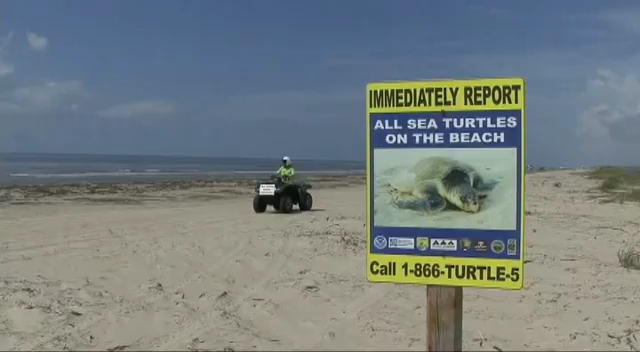 IMMEDIATELY REPORT
ALL SEA TURTLES
ON THE BEACH
Call 1-866-TURTLE-5